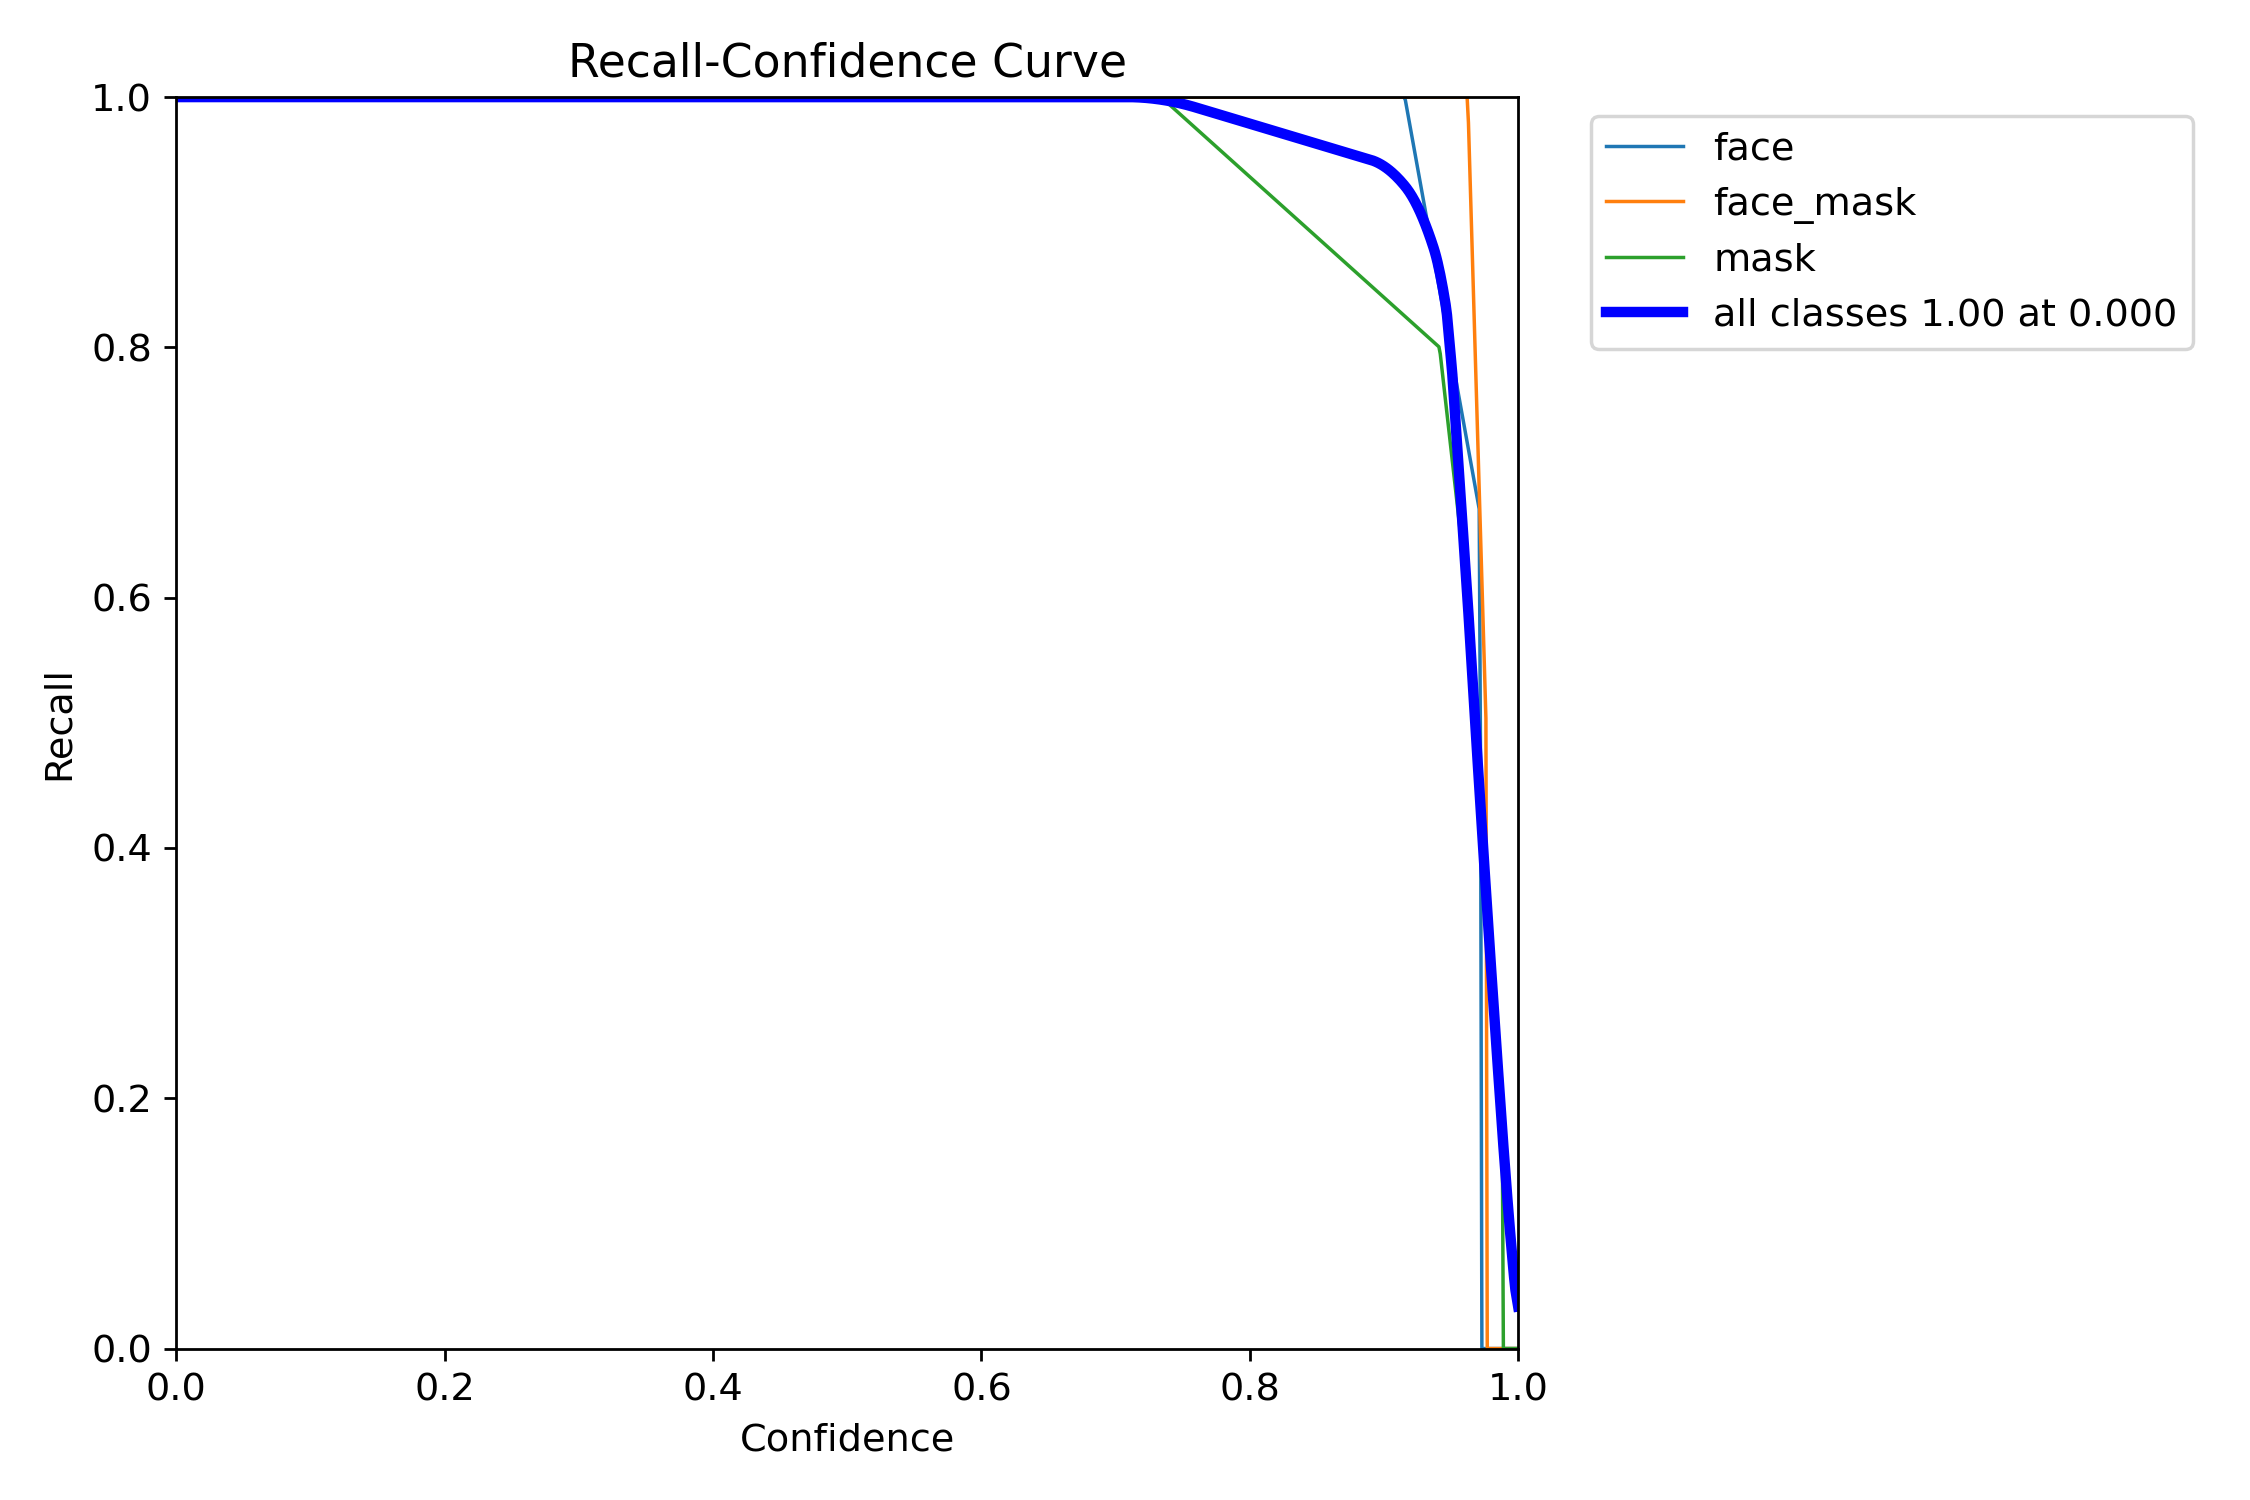 Recall-Confidence Curve
1.0
0.8
0.6
0.4
0.2
0.0
Recall
0.0 0.2 0.4 0.6 0.8 1.0
Confidence
face
face_mask
mask
all classes 1.00 at 0.000